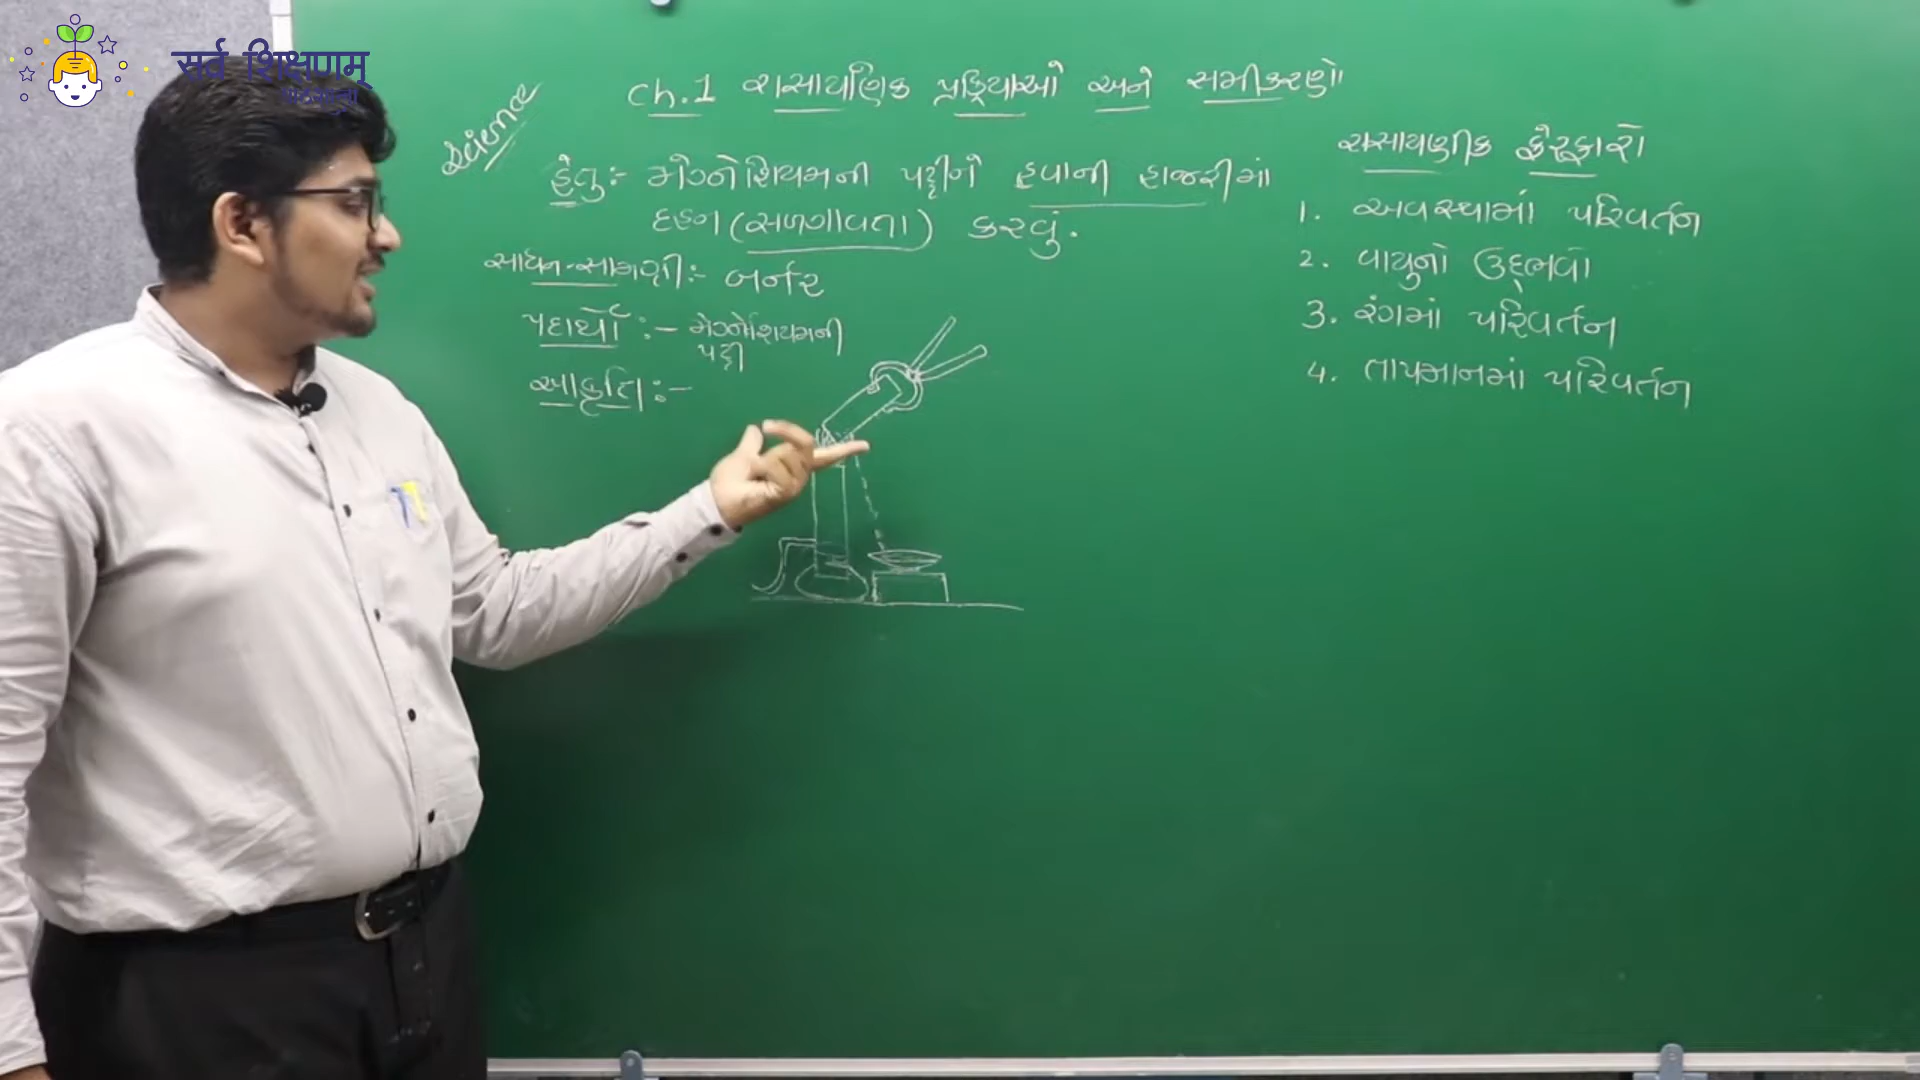 सर्व शिक्षणम्
Science
Ch.1 રાસાયણિક પ્રક્રિયાઓ અને સમીકરણો
હેતુ:- મેગ્નેશિયમની પટ્ટીને હવાની હાજરીમાં
દહન (સળગાવતા) કરવું.
સાધન-સામગ્રી:- બર્નર
પદાર્થો :- મેગ્નેશિયમની
પટ્ટી
આકૃતિ:-
રાસાયણીક ફેરફારો
1. અવસ્થામાં પરિવર્તન
2. વાયુનો ઉદ્ભવવો
3. રંગમાં પરિવર્તન
4. તાપમાનમાં પરિવર્તન